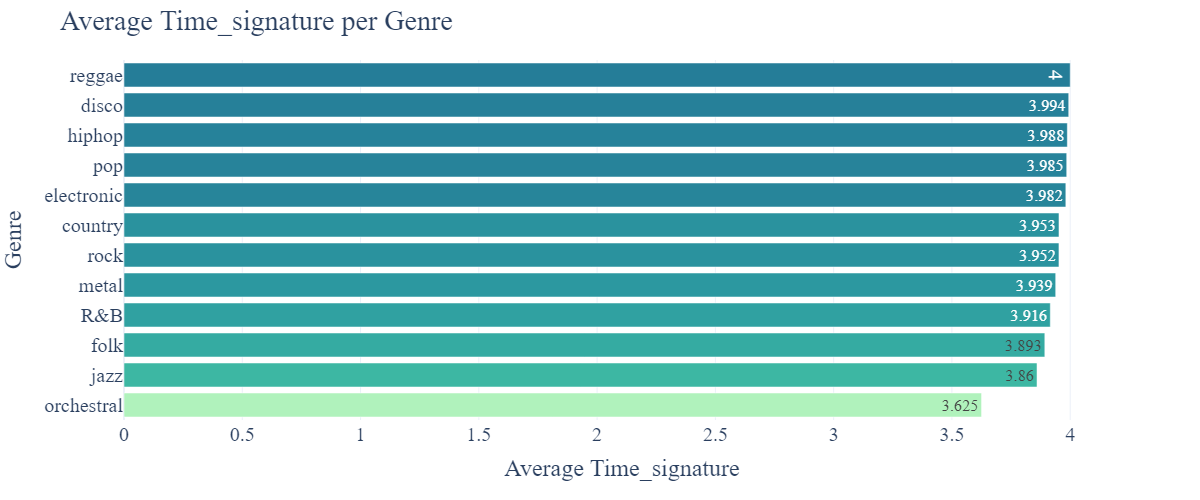 Average Time_signature per Genre
Genre
reggae 4
disco 3.994
hiphop 3.988
pop 3.985
electronic 3.982
country 3.953
rock 3.952
metal 3.939
R&B 3.916
folk 3.893
jazz 3.86
orchestral 3.625
0 0.5 1 1.5 2 2.5 3 3.5 4
Average Time_signature